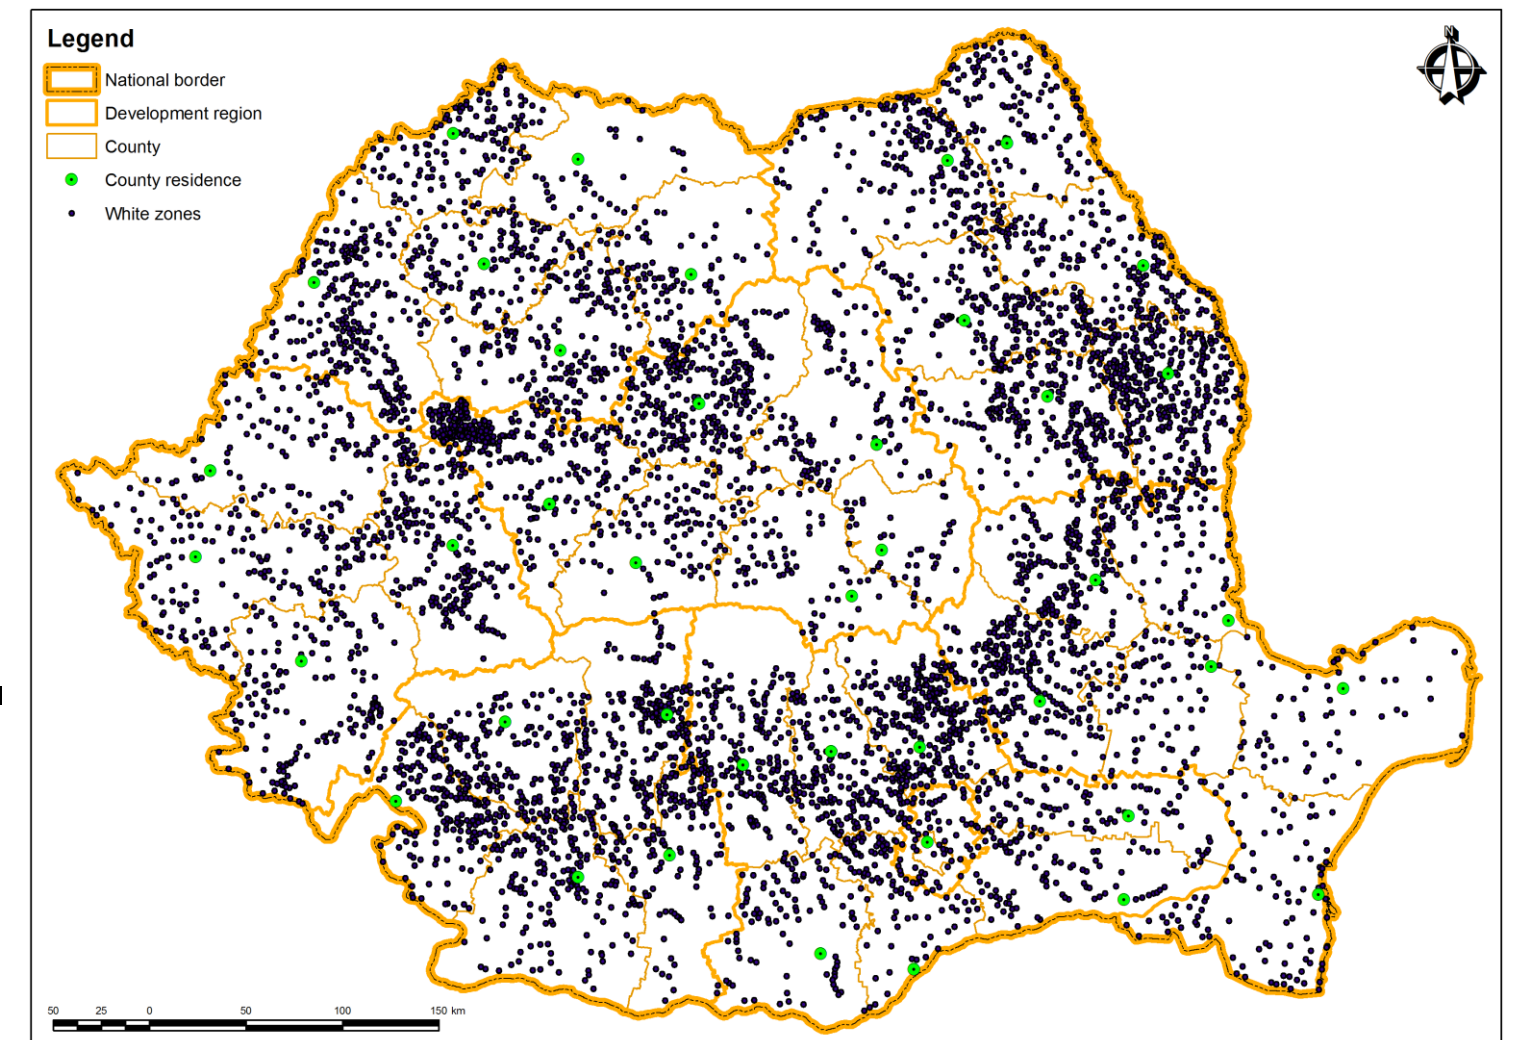 N
Legend
National border
Development region
County
County residence
White zones
50 25 0 50 100 150 km